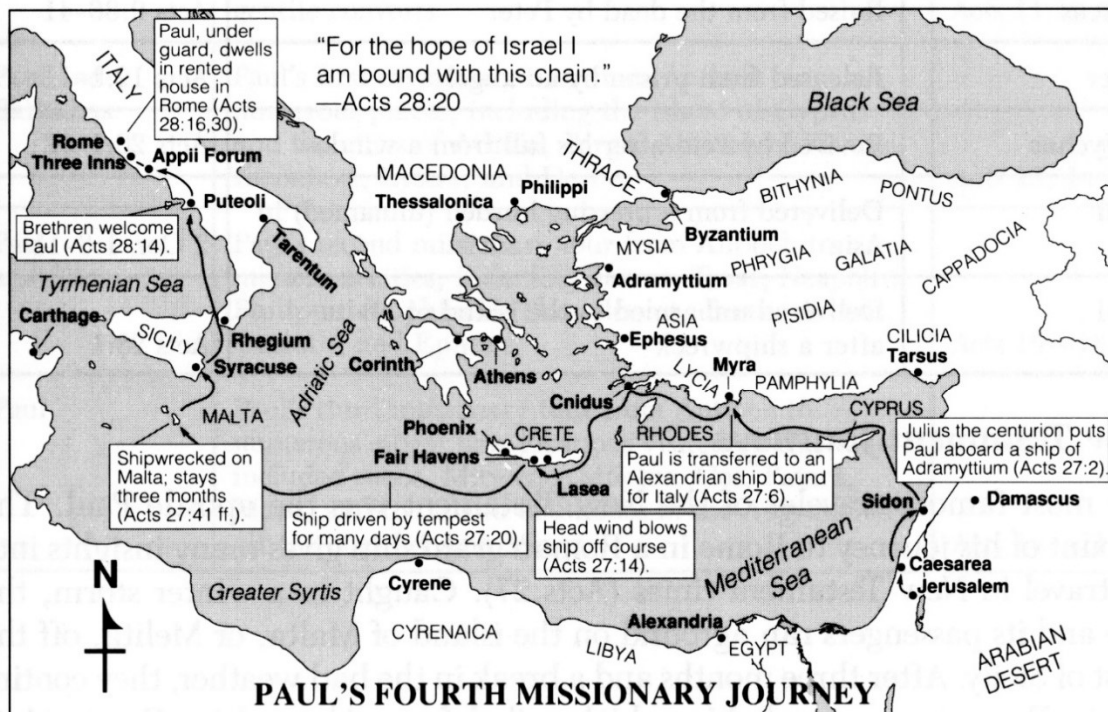 Paul, under
guard, dwells
in rented
house in
Rome (Acts
28:16,30).
"For the hope of Israel I
am bound with this chain."
—Acts 28:20
ITALY
Black Sea
Rome
Three Inns
Appii Forum
Puteoli
Brethren welcome
Paul (Acts 28:14).
Tarentum
Tyrrhenian Sea
Carthage
SICILY
Rhegium
Syracuse
Adriatic Sea
MALTA
Shipwrecked on
Malta; stays
three months
(Acts 27:41 ff.).
MACEDONIA
Thessalonica
Philippi
THRACE
Byzantium
BITHYNIA
PONTUS
MYSIA
Adramyttium
PHRYGIA
GALATIA
CAPPADOCIA
PISIDIA
ASIA
Ephesus
CILICIA
Tarsus
Corinth
Athens
LYCIA
Myra
PAMPHYLIA
Cnidus
RHODES
CYPRUS
Phoenix
CRETE
Fair Havens
Lasea
Julius the centurion puts
Paul aboard a ship of
Adramyttium (Acts 27:2).
Paul is transferred to an
Alexandrian ship bound
for Italy (Acts 27:6).
Ship driven by tempest
for many days (Acts 27:20).
Head wind blows
ship off course
(Acts 27:14).
Sidon
Damascus
Mediterranean
Sea
Caesarea
Jerusalem
N
Greater Syrtis
Cyrene
CYRENAICA
LIBYA
Alexandria
EGYPT
ARABIAN
DESERT
PAUL'S FOURTH MISSIONARY JOURNEY